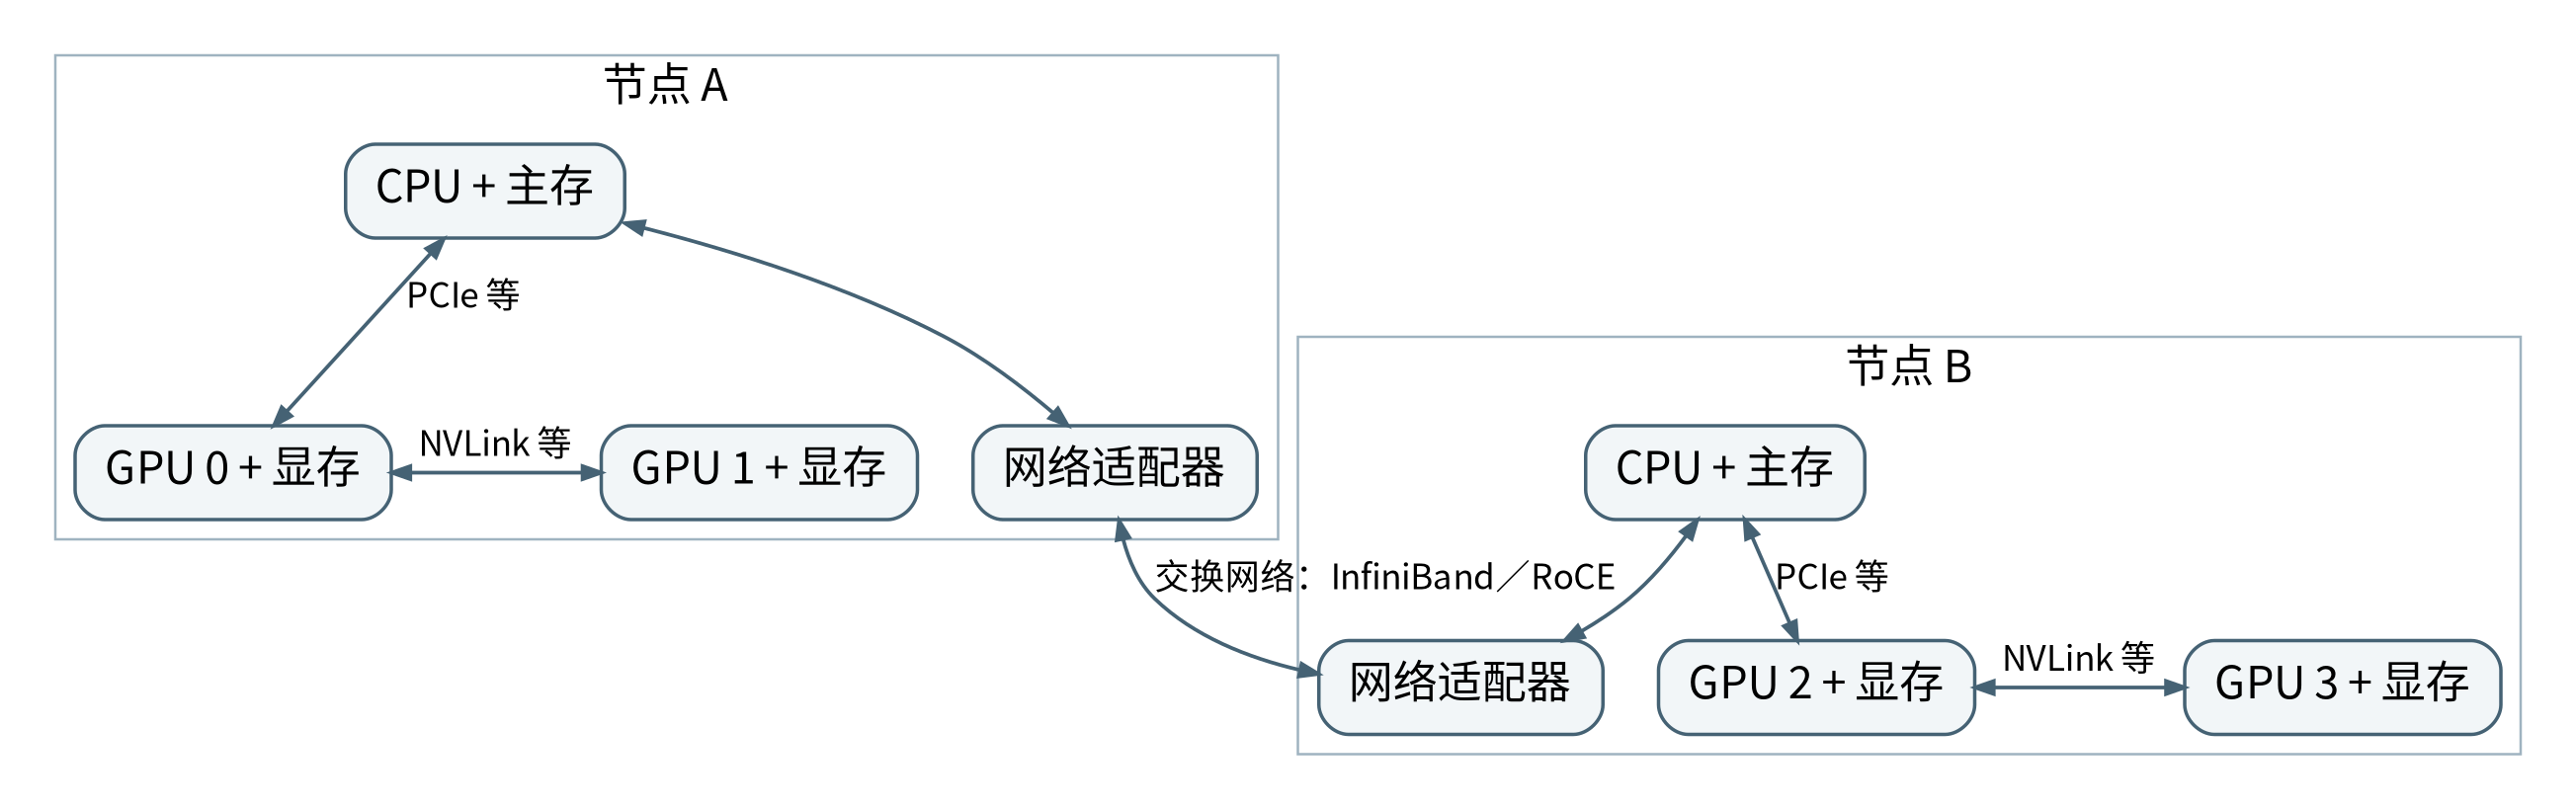 节点 A
CPU + 主存
PCIe 等
GPU 0 + 显存
NVLink 等
GPU 1 + 显存
网络适配器
交换网络：InfiniBand／RoCE
节点 B
CPU + 主存
PCIe 等
网络适配器
GPU 2 + 显存
NVLink 等
GPU 3 + 显存